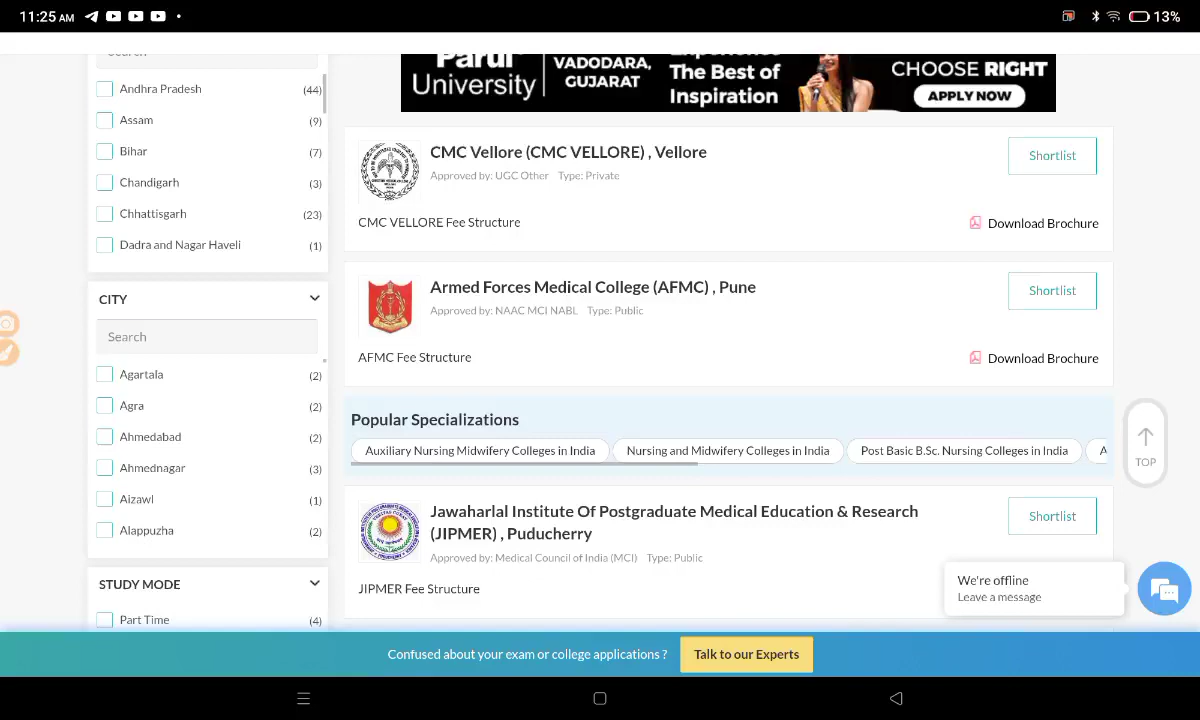 11:25 AM
13%
Search
Andhra Pradesh (44)
Assam (9)
Bihar (7)
Chandigarh (3)
Chhattisgarh (23)
Dadra and Nagar Haveli (1)
CITY
Search
Agartala (2)
Agra (2)
Ahmedabad (2)
Ahmednagar (3)
Aizawl (1)
Alappuzha (2)
STUDY MODE
Part Time (4)
Parul
University
VADODARA,
GUJARAT
Experience
The Best of
Inspiration
CHOOSE RIGHT
APPLY NOW
CMC Vellore (CMC VELLORE) , Vellore
Approved by: UGC Other Type: Private
Shortlist
CMC VELLORE Fee Structure
Download Brochure
Armed Forces Medical College (AFMC) , Pune
Approved by: NAAC MCI NABL Type: Public
Shortlist
AFMC Fee Structure
Download Brochure
Popular Specializations
Auxiliary Nursing Midwifery Colleges in India
Nursing and Midwifery Colleges in India
Post Basic B.Sc. Nursing Colleges in India
A
Jawaharlal Institute Of Postgraduate Medical Education & Research
(JIPMER) , Puducherry
Approved by: Medical Council of India (MCI) Type: Public
Shortlist
JIPMER Fee Structure
TOP
We're offline
Leave a message
Confused about your exam or college applications ?
Talk to our Experts